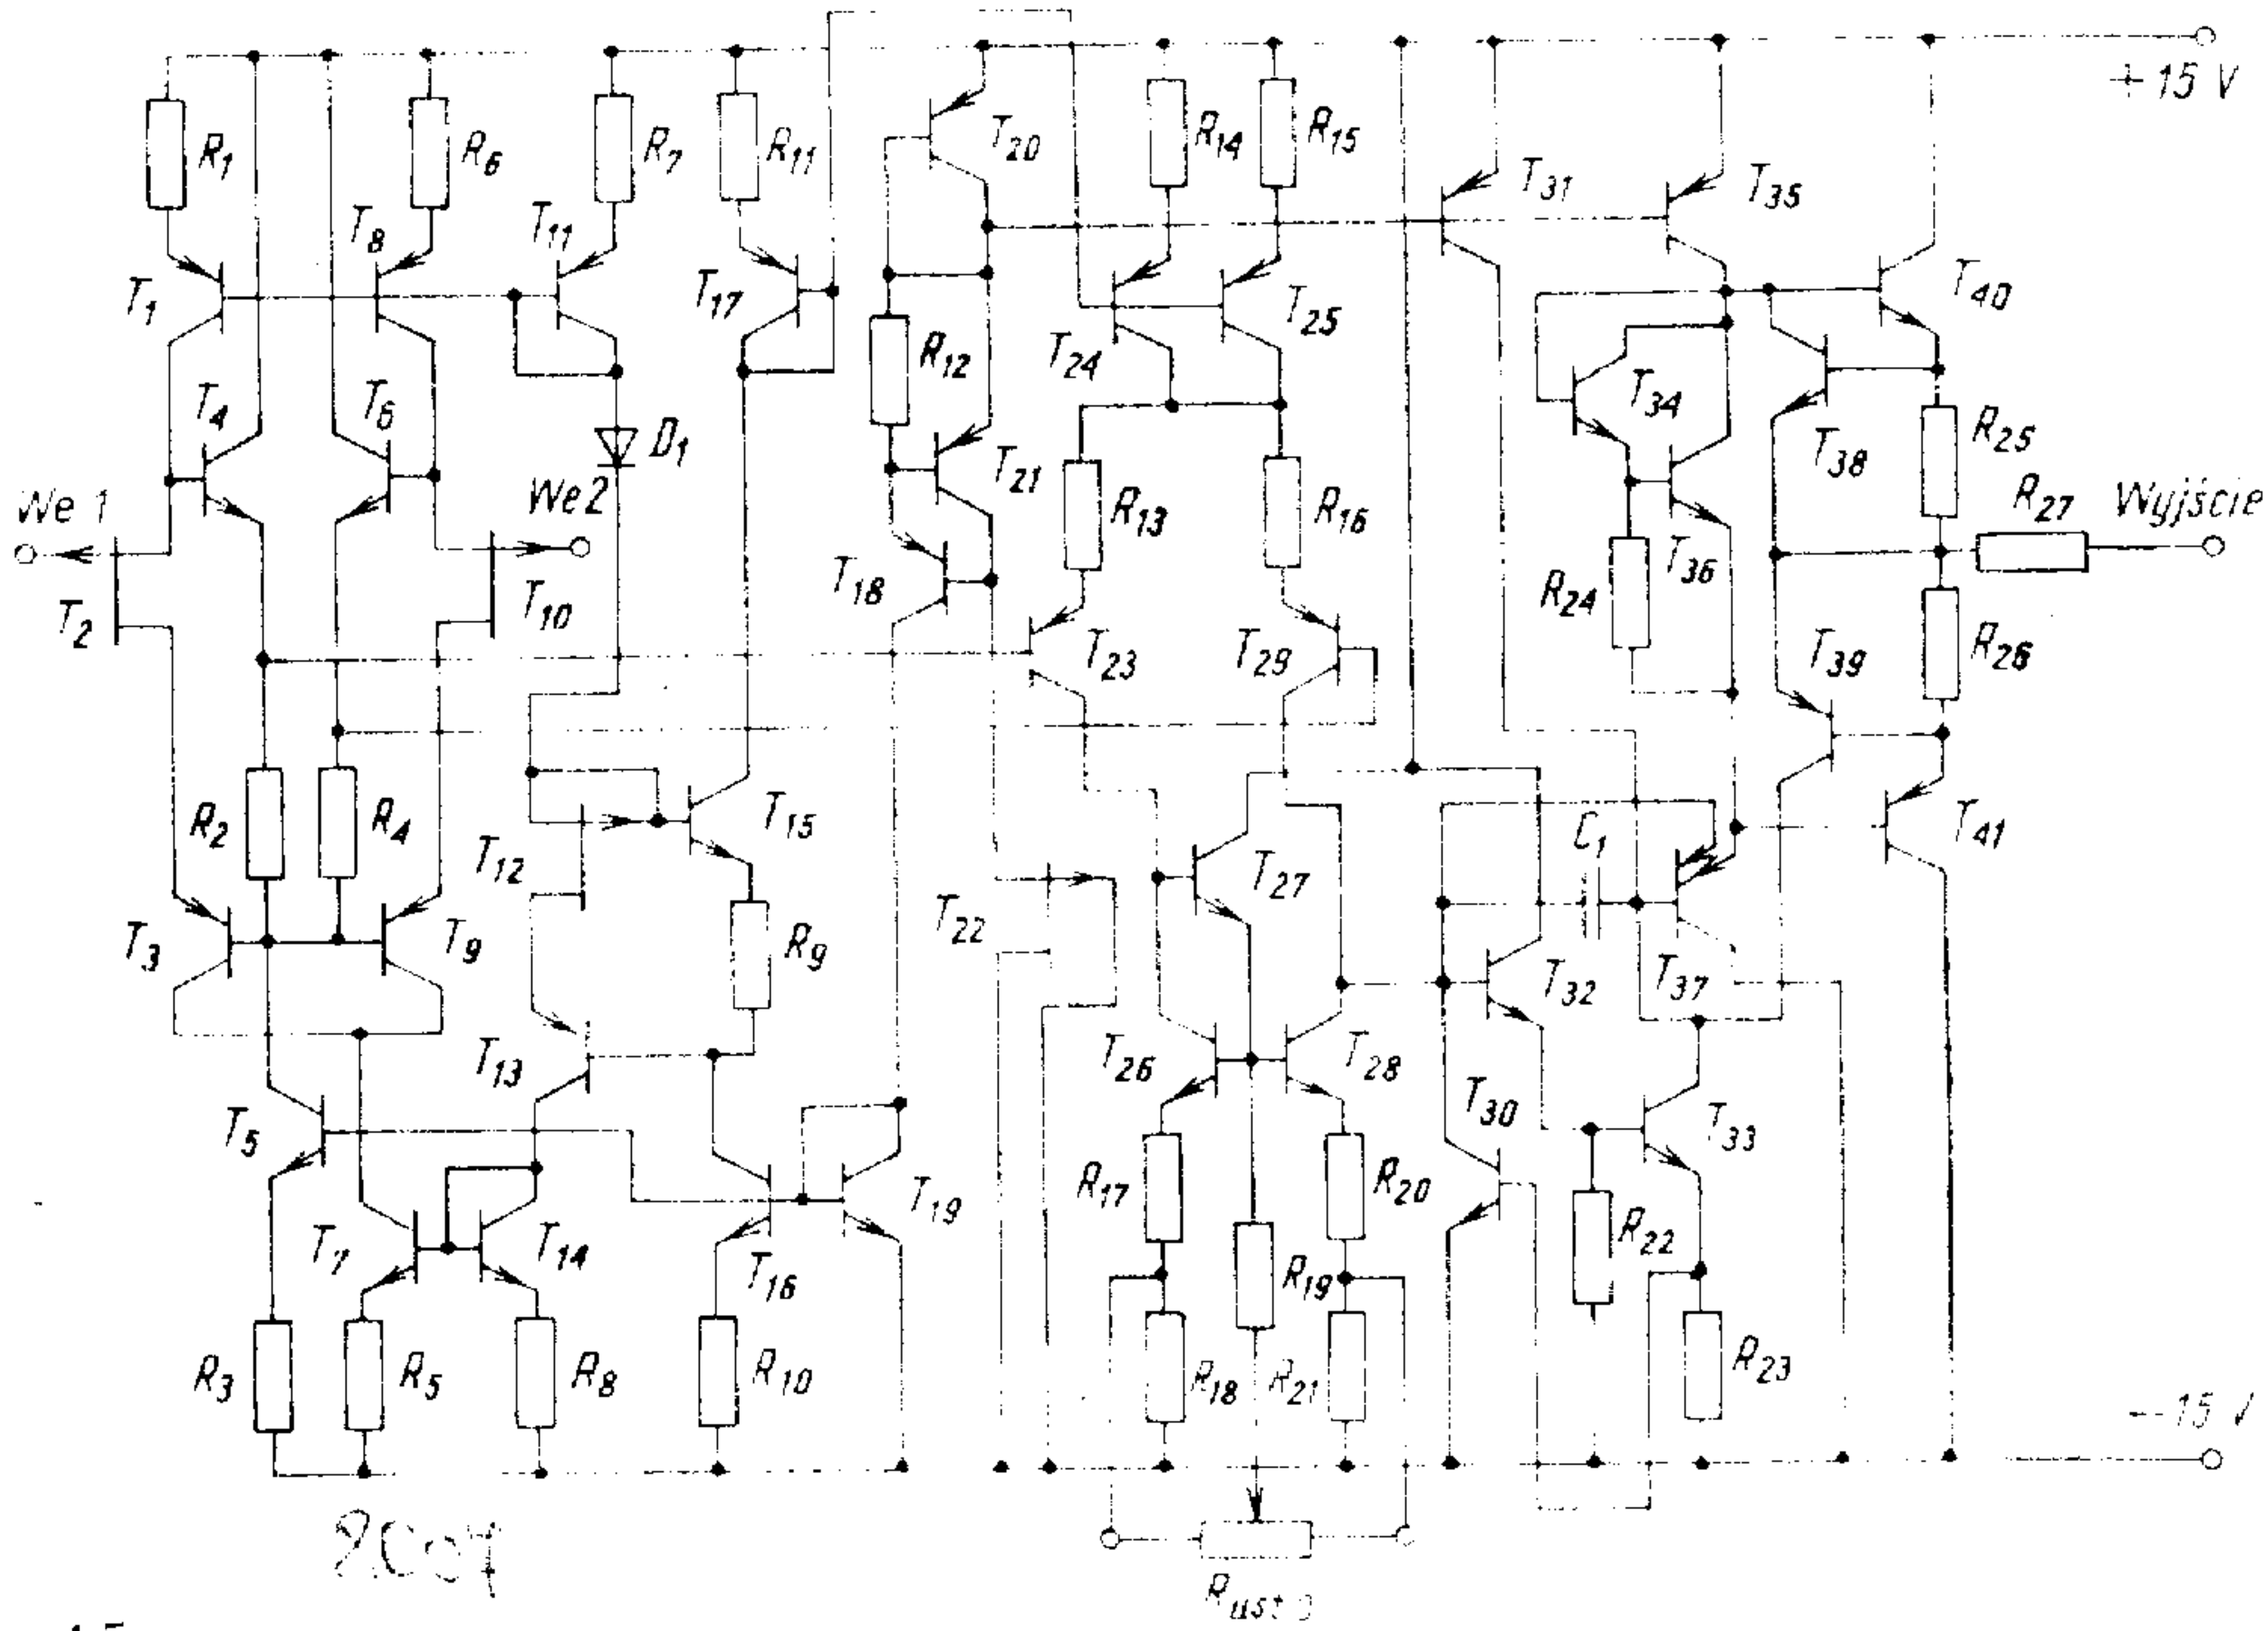 + 15 V
R1
R6
R7
R11
T20
R14
R15
T31
T35
T8
T11
T1
T17
T40
T25
R12
T24
T34
T4
T6
D1
T21
R25
T38
We 1
We2
R13
R16
R27
Wyjście
T18
T36
R24
T2
T10
T23
T29
R26
T39
R2
R4
T15
C1
T12
T27
T41
T22
T3
T9
R9
T32
T37
T13
T26
T28
T30
T5
T33
R17
R20
T19
T7
T14
R22
T16
R19
R3
R5
R8
R10
R18
R21
R23
– 15 V